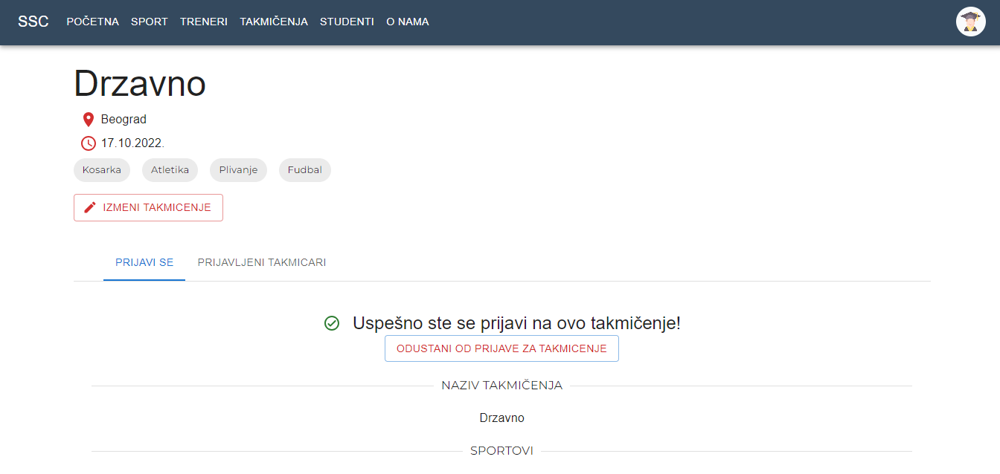 SSC POČETNA SPORT TRENERI TAKMIČENJA STUDENTI O NAMA
Drzavno
Beograd
17.10.2022.
Kosarka Atletika Plivanje Fudbal
IZMENI TAKMICENJE
PRIJAVI SE PRIJAVLJENI TAKMICARI
Uspešno ste se prijavi na ovo takmičenje!
ODUSTANI OD PRIJAVE ZA TAKMICENJE
NAZIV TAKMIČENJA
Drzavno
SPORTOVI